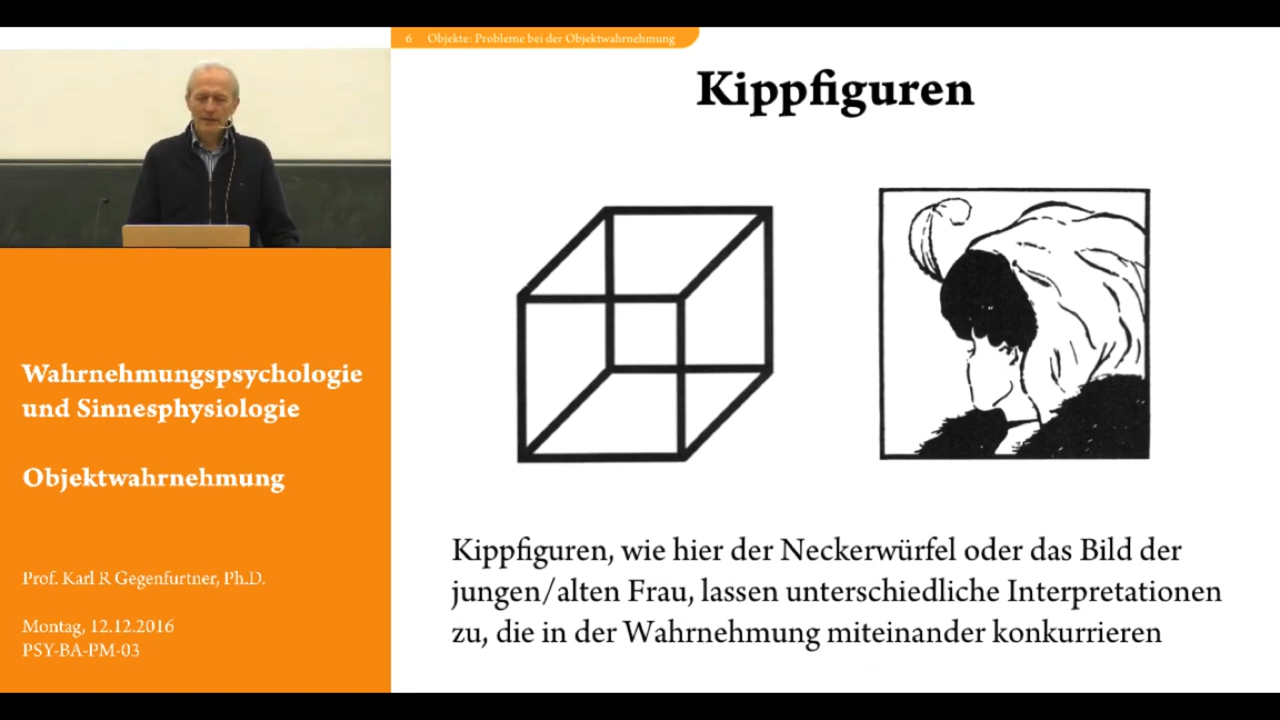 6 Objekte: Probleme bei der Objektwahrnehmung
Kippfiguren
Wahrnehmungspsychologie
und Sinnesphysiologie
Objektwahrnehmung
Prof. Karl R Gegenfurtner, Ph.D.
Montag, 12.12.2016
PSY-BA-PM-03
Kippfiguren, wie hier der Neckerwürfel oder das Bild der
jungen/alten Frau, lassen unterschiedliche Interpretationen
zu, die in der Wahrnehmung miteinander konkurrieren